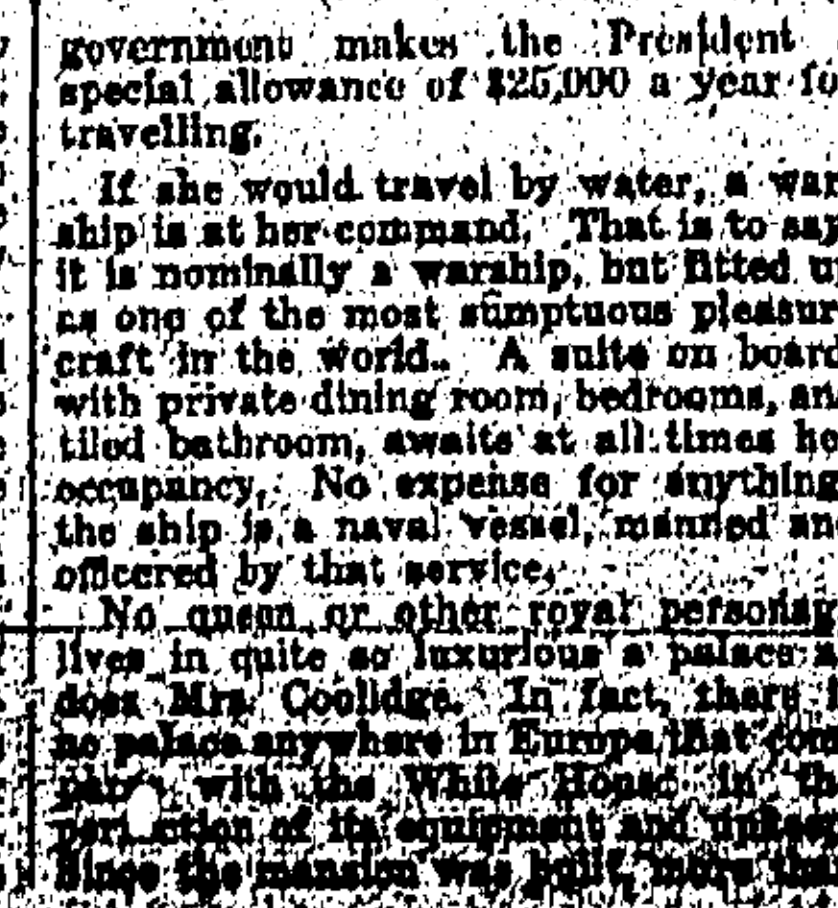 government makes the President
special allowance of $25,000 a year fo
travelling.
If she would travel by water, a war
ship is at her command. That is to say
it is nominally a warship, but fitted u
as one of the most sumptuous pleasur
craft in the world. A suite on board
with private dining room, bedrooms, an
tiled bathroom, awaits at all times he
occupancy. No expense for anything
the ship is a naval vessel, manned an
officered by that service.
No queen or other royal personag
lives in quite so luxurious a palace a
does Mrs. Coolidge. In fact, there
no palace anywhere in Europe that com
pares with the White House in th
perfection of its equipment and
Since the mansion was built, more than